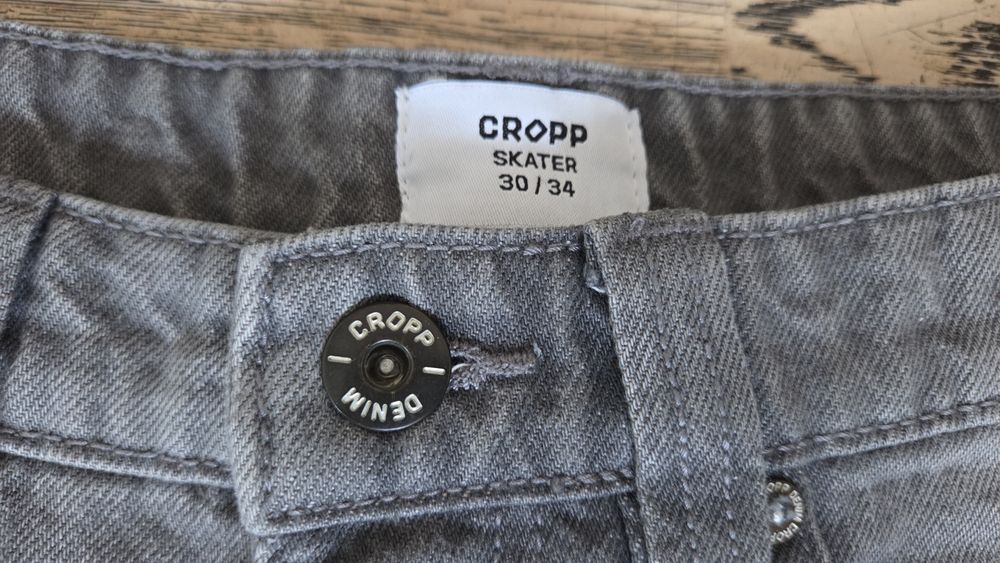 CROPP
SKATER
30 / 34
CROPP
DENIM